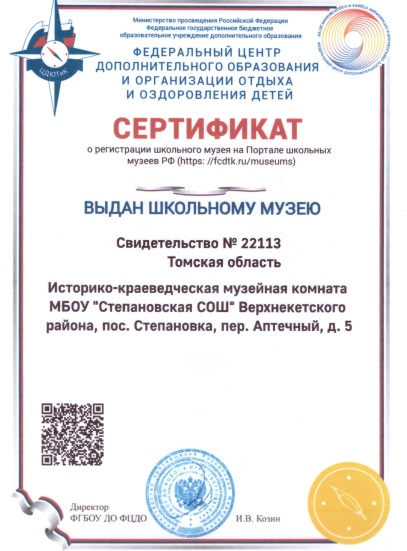 Министерство просвещения Российской Федерации
Федеральное государственное бюджетное
образовательное учреждение дополнительного образования
ФЕДЕРАЛЬНЫЙ ЦЕНТР
ДОПОЛНИТЕЛЬНОГО ОБРАЗОВАНИЯ
И ОРГАНИЗАЦИИ ОТДЫХА
И ОЗДОРОВЛЕНИЯ ДЕТЕЙ
ЦДЮТиК
СЕРТИФИКАТ
о регистрации школьного музея на Портале школьных
музеев РФ (https: //fcdtk.ru/museums)
ВЫДАН ШКОЛЬНОМУ МУЗЕЮ
Свидетельство № 22113
Томская область
Историко-краеведческая музейная комната
МБОУ "Степановская СОШ" Верхнекетского
района, пос. Степановка, пер. Аптечный, д. 5
Директор
ФГБОУ ДО ФЦДО
И.В. Козин